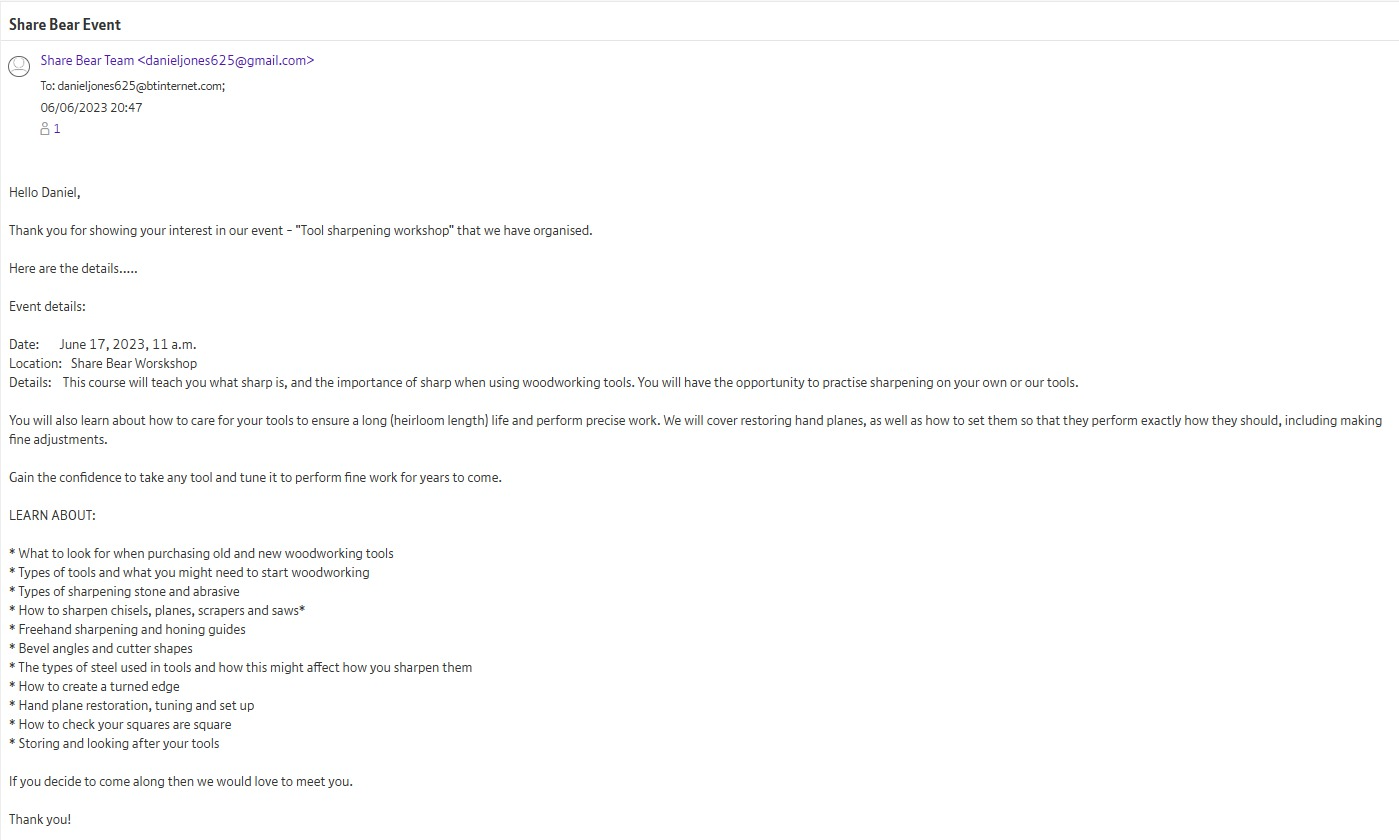 Share Bear Event
Share Bear Team <danieljones625@gmail.com>
To: danieljones625@btinternet.com;
06/06/2023 20:47
1
Hello Daniel,
Thank you for showing your interest in our event - "Tool sharpening workshop" that we have organised.
Here are the details.....
Event details:
Date: June 17, 2023, 11 a.m.
Location: Share Bear Worskshop
Details: This course will teach you what sharp is, and the importance of sharp when using woodworking tools. You will have the opportunity to practise sharpening on your own or our tools.
You will also learn about how to care for your tools to ensure a long (heirloom length) life and perform precise work. We will cover restoring hand planes, as well as how to set them so that they perform exactly how they should, including making
fine adjustments.
Gain the confidence to take any tool and tune it to perform fine work for years to come.
LEARN ABOUT:
* What to look for when purchasing old and new woodworking tools
* Types of tools and what you might need to start woodworking
* Types of sharpening stone and abrasive
* How to sharpen chisels, planes, scrapers and saws*
* Freehand sharpening and honing guides
* Bevel angles and cutter shapes
* The types of steel used in tools and how this might affect how you sharpen them
* How to create a turned edge
* Hand plane restoration, tuning and set up
* How to check your squares are square
* Storing and looking after your tools
If you decide to come along then we would love to meet you.
Thank you!